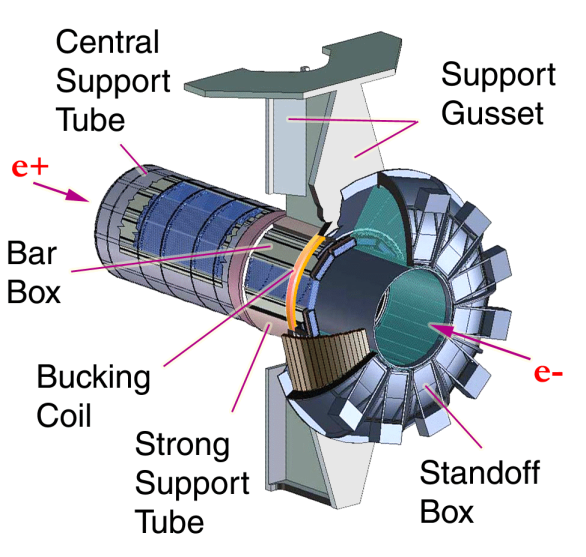 Central
Support
Tube
Support
Gusset
e+
Bar
Box
Bucking
Coil
Strong
Support
Tube
e-
Standoff
Box